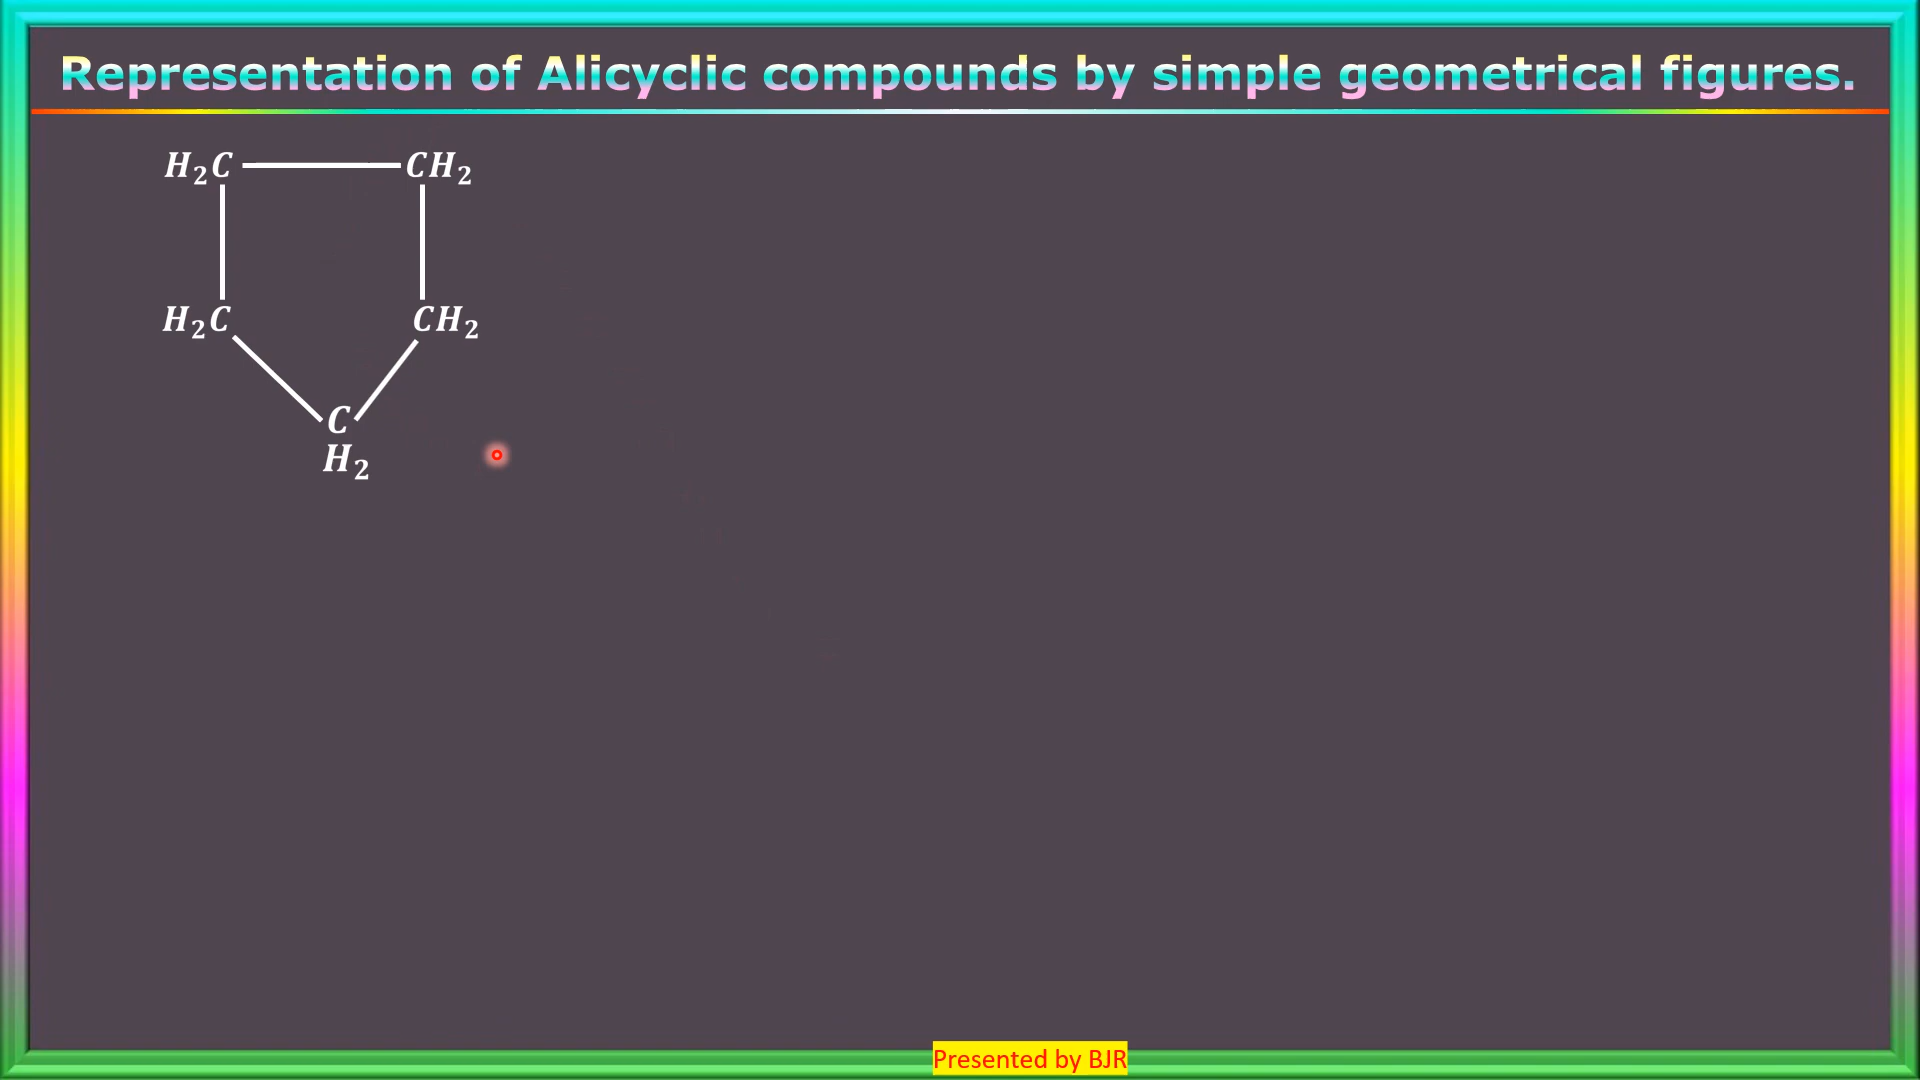 Representation of Alicyclic compounds by simple geometrical figures.
H₂C CH₂
H₂C CH₂
C
H₂
Presented by BJR